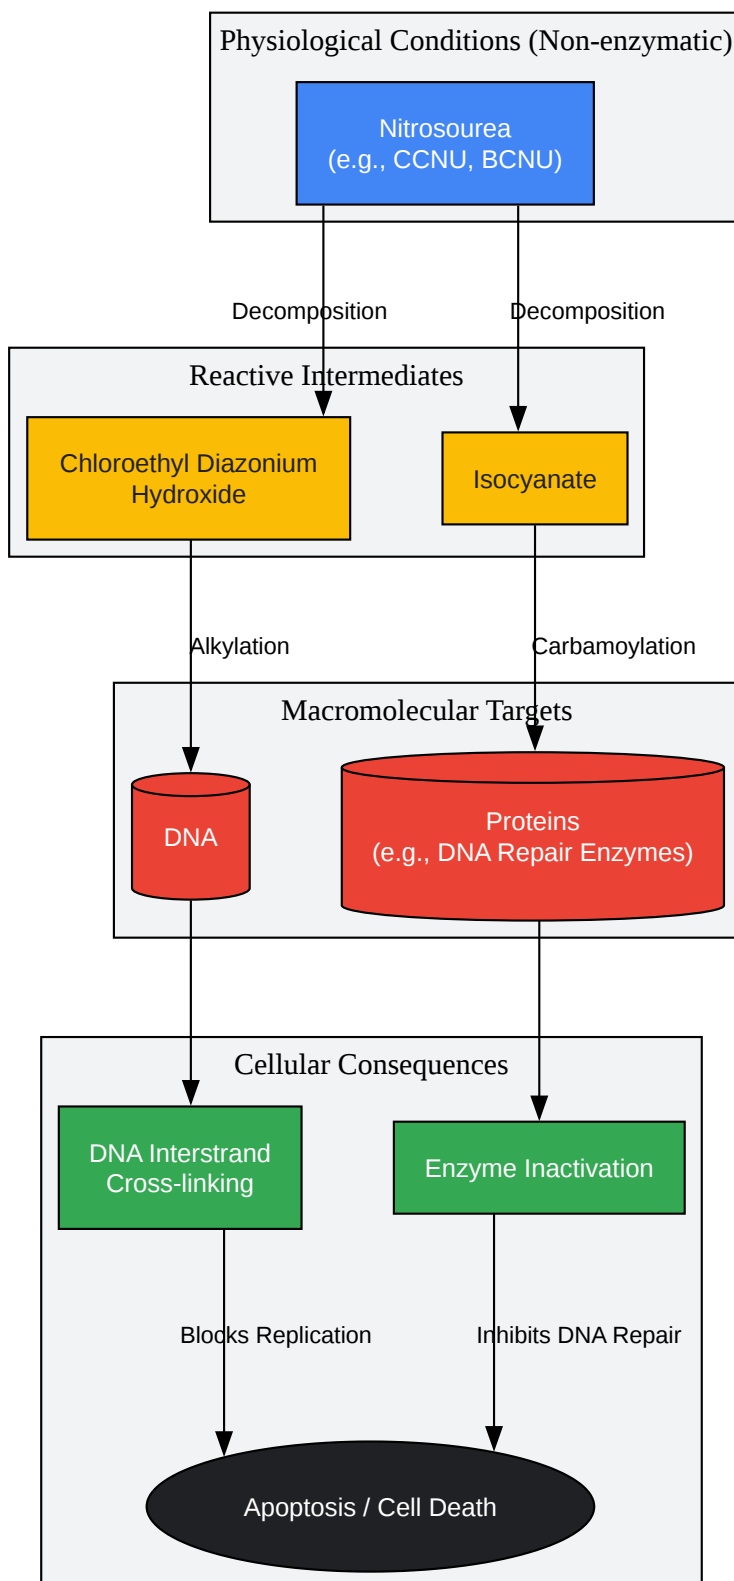 Physiological Conditions (Non-enzymatic)
Nitrosourea
(e.g., CCNU, BCNU)
Decomposition
Decomposition
Reactive Intermediates
Chloroethyl Diazonium
Hydroxide
Isocyanate
Alkylation
Carbamoylation
Macromolecular Targets
DNA
Proteins
(e.g., DNA Repair Enzymes)
Cellular Consequences
DNA Interstrand
Cross-linking
Enzyme Inactivation
Blocks Replication
Inhibits DNA Repair
Apoptosis / Cell Death